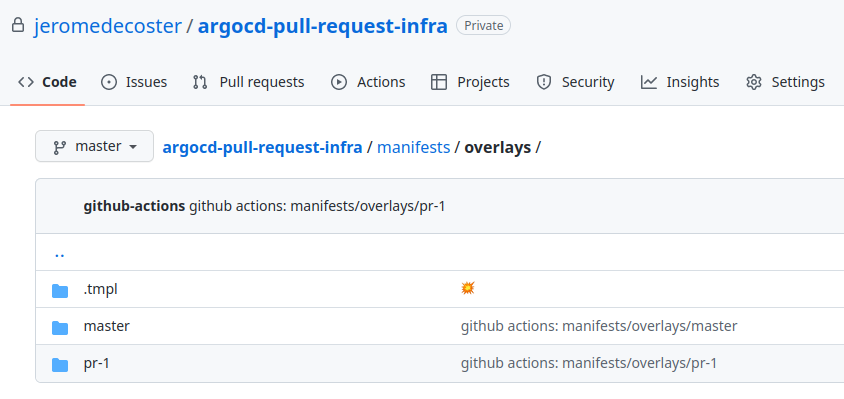 jeromedecoster / argocd-pull-request-infra Private
Code Issues Pull requests Actions Projects Security Insights Settings
master argocd-pull-request-infra / manifests / overlays /
github-actions github actions: manifests/overlays/pr-1
..
.tmpl 💥
master github actions: manifests/overlays/master
pr-1 github actions: manifests/overlays/pr-1